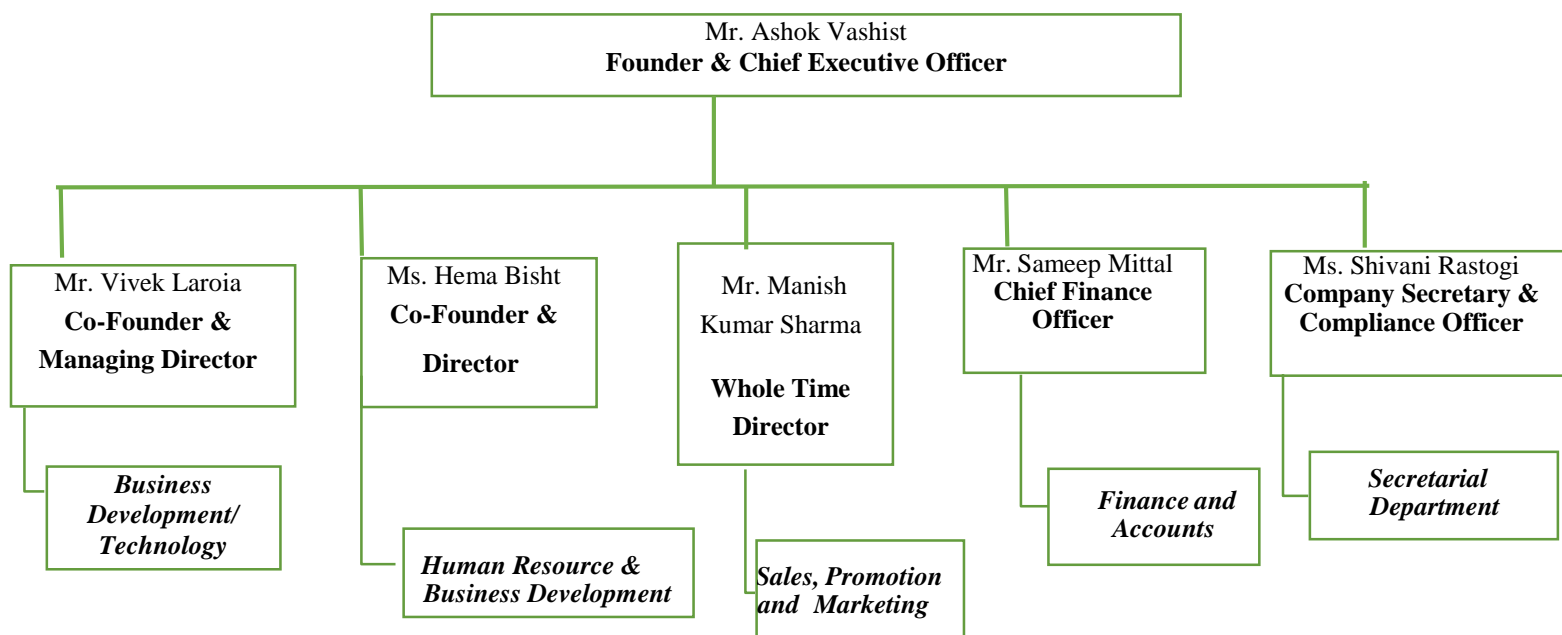 Mr. Ashok Vashist
Founder & Chief Executive Officer
Mr. Vivek Laroia
Co-Founder &
Managing Director
Ms. Hema Bisht
Co-Founder &
Director
Mr. Manish
Kumar Sharma
Whole Time
Director
Mr. Sameep Mittal
Chief Finance
Officer
Ms. Shivani Rastogi
Company Secretary &
Compliance Officer
Business
Development/
Technology
Human Resource &
Business Development
Sales, Promotion
and Marketing
Finance and
Accounts
Secretarial
Department